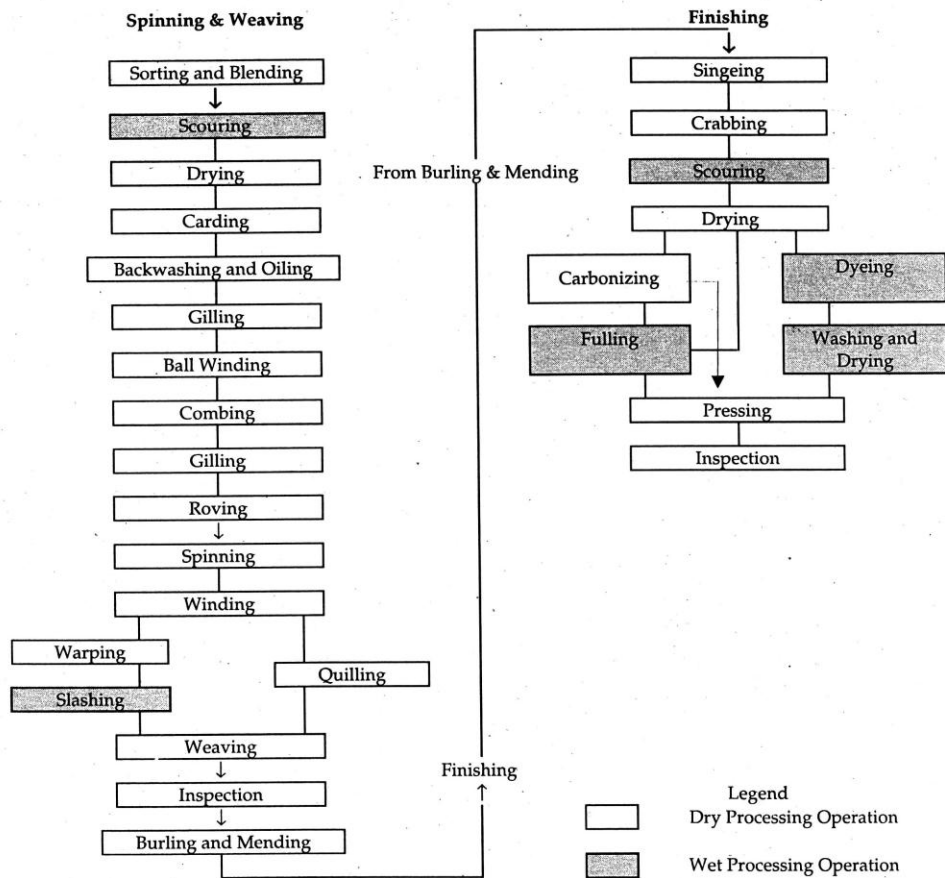 Spinning & Weaving
Sorting and Blending
Scouring
Drying
Carding
Backwashing and Oiling
Gilling
Ball Winding
Combing
Gilling
Roving
Spinning
Winding
Warping
Quilling
Slashing
Weaving
Inspection
Burling and Mending
Finishing
From Burling & Mending
Finishing
Singeing
Crabbing
Scouring
Drying
Carbonizing
Dyeing
Fulling
Washing and
Drying
Pressing
Inspection
Legend
Dry Processing Operation
Wet Processing Operation